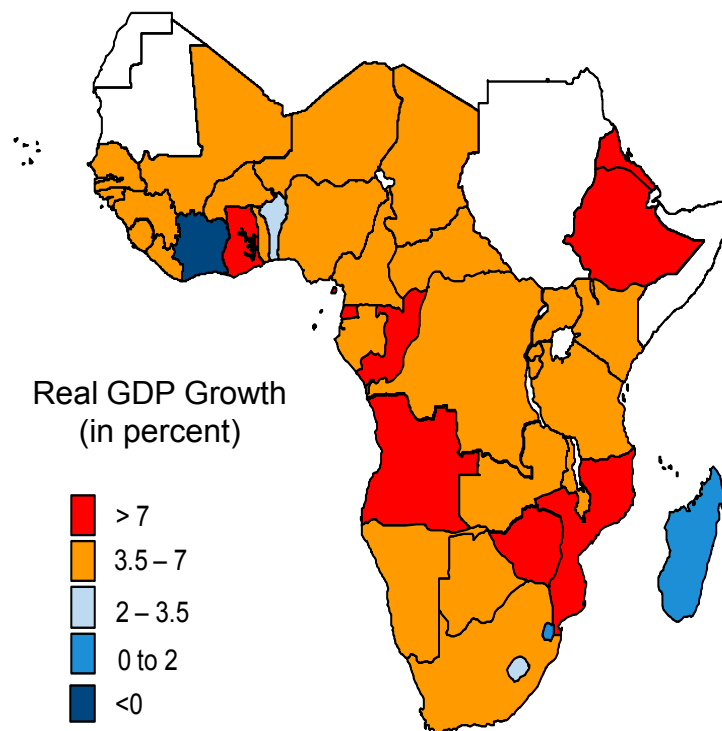 Real GDP Growth
(in percent)
> 7
3.5 – 7
2 – 3.5
0 to 2
<0